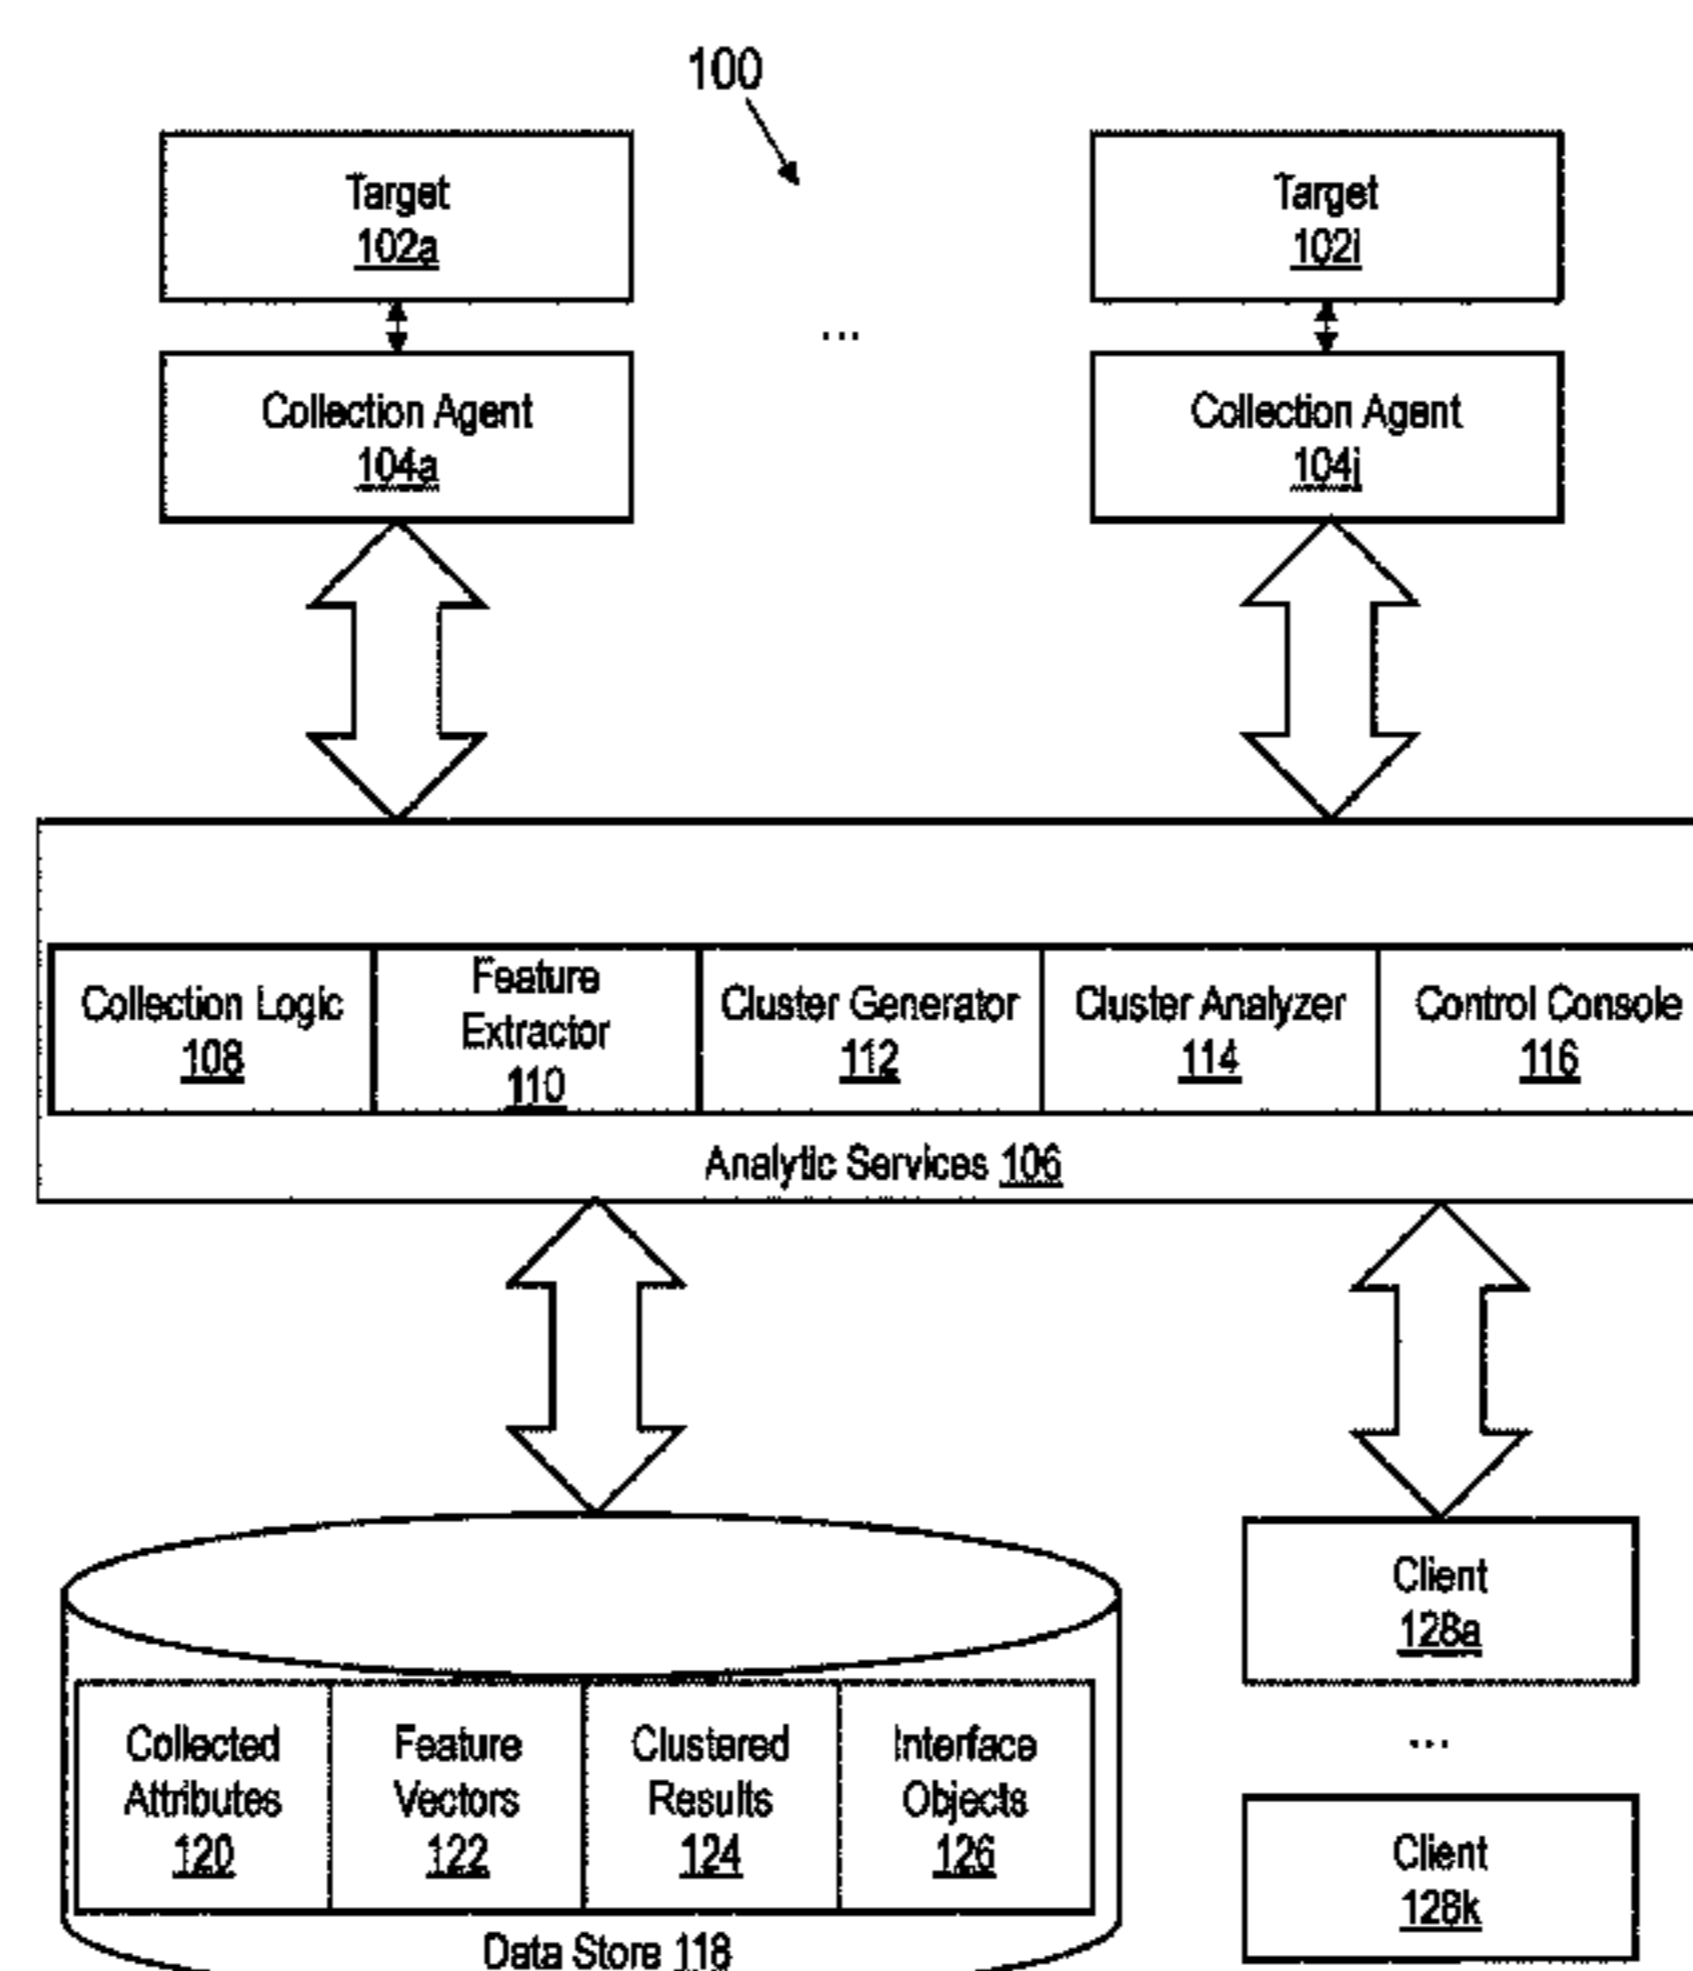 100
Target
102a
Target
102i
...
Collection Agent
104a
Collection Agent
104j
Collection Logic
108
Feature
Extractor
110
Cluster Generator
112
Cluster Analyzer
114
Control Console
116
Analytic Services 106
Collected
Attributes
120
Feature
Vectors
122
Clustered
Results
124
Interface
Objects
126
Data Store 118
Client
128a
...
Client
128k